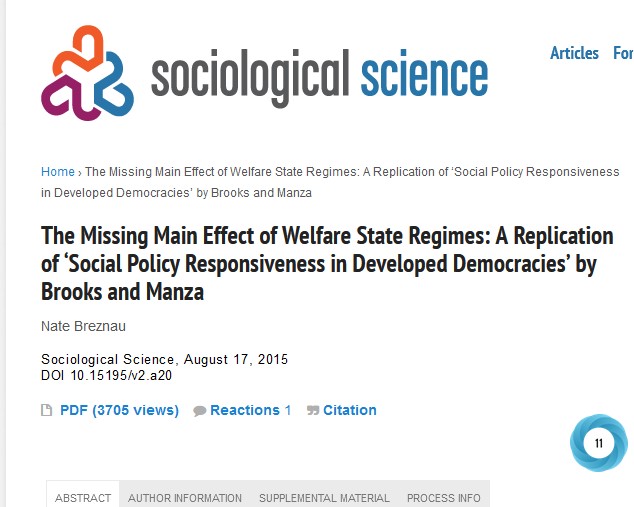 sociological science
Articles For
Home › The Missing Main Effect of Welfare State Regimes: A Replication of ‘Social Policy Responsiveness
in Developed Democracies’ by Brooks and Manza
The Missing Main Effect of Welfare State Regimes: A Replication
of ‘Social Policy Responsiveness in Developed Democracies’ by
Brooks and Manza
Nate Breznau
Sociological Science, August 17, 2015
DOI 10.15195/v2.a20
PDF (3705 views) Reactions 1 Citation
11
ABSTRACT AUTHOR INFORMATION SUPPLEMENTAL MATERIAL PROCESS INFO